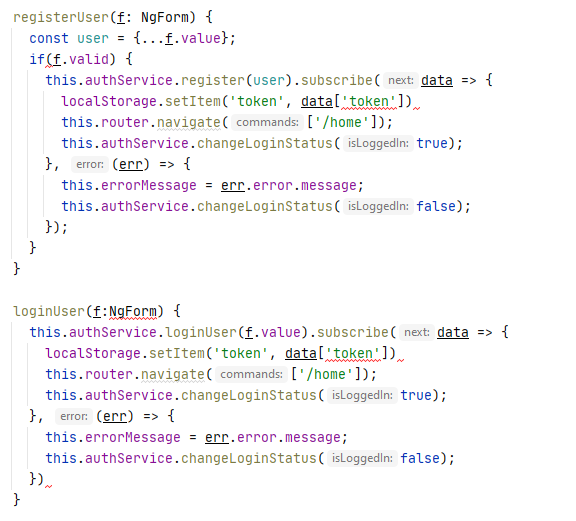 registerUser(f: NgForm) {
const user = {...f.value};
if(f.valid) {
this.authService.register(user).subscribe( next: data => {
localStorage.setItem('token', data['token'])
this.router.navigate( commands: ['/home']);
this.authService.changeLoginStatus( isLoggedIn: true);
}, error: (err) => {
this.errorMessage = err.error.message;
this.authService.changeLoginStatus( isLoggedIn: false);
});
}
}
loginUser(f:NgForm) {
this.authService.loginUser(f.value).subscribe( next: data => {
localStorage.setItem('token', data['token'])
this.router.navigate( commands: ['/home']);
this.authService.changeLoginStatus( isLoggedIn: true);
}, error: (err) => {
this.errorMessage = err.error.message;
this.authService.changeLoginStatus( isLoggedIn: false);
})
}